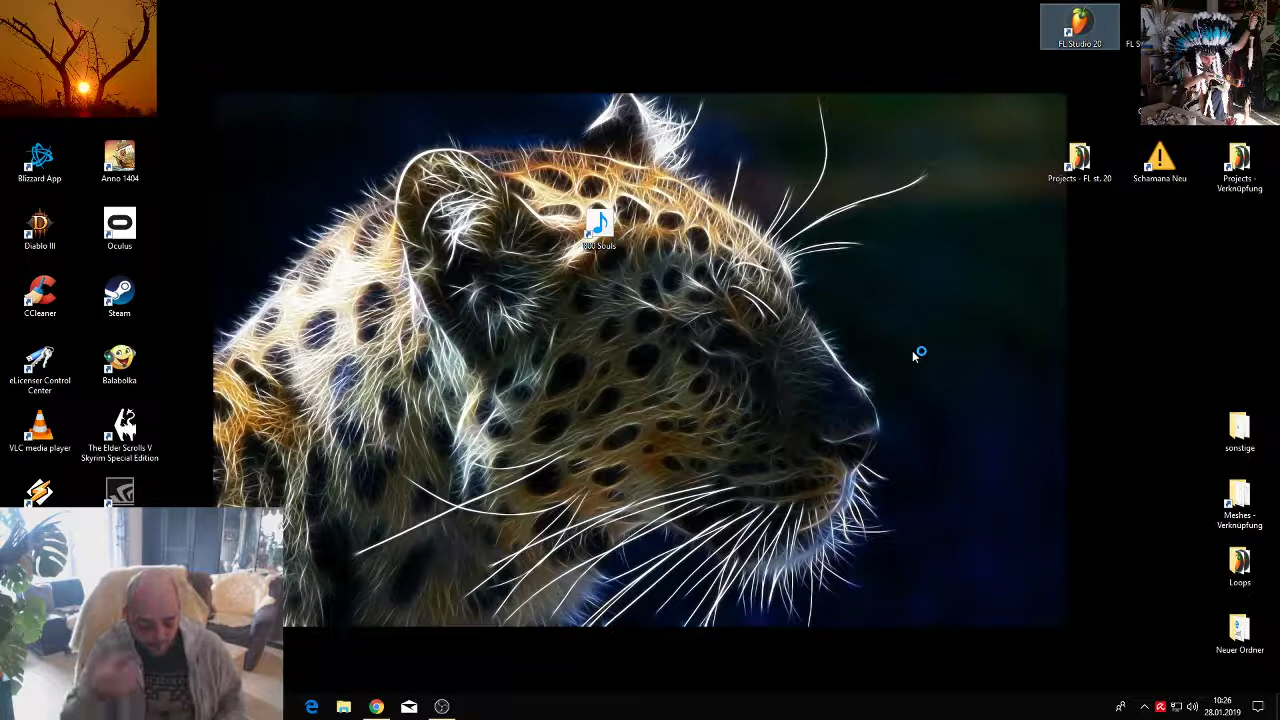 FL Studio 20
Blizzard App
Anno 1404
Projects - FL st. 20
Schamana Neu
Projects -
Verknüpfung
Diablo III
Oculus
800 Souls
CCleaner
Steam
eLicenser Control
Center
Balabolka
VLC media player
The Elder Scrolls V
Skyrim Special Edition
sonstige
Meshes -
Verknüpfung
Loops
Neuer Ordner
10:26
28.01.2019